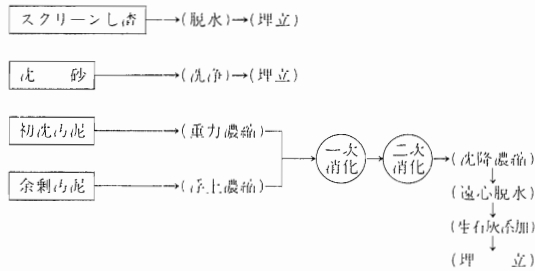 スクリーンし渣 →(脱水)→(埋立)
沈　砂 →(洗浄)→(埋立)
初沈汚泥 →(重力濃縮)
一次消化 → 二次消化 →(沈降濃縮)
余剰汚泥 →(浮上濃縮)
(遠心脱水)
(生石灰添加)
(埋　立)